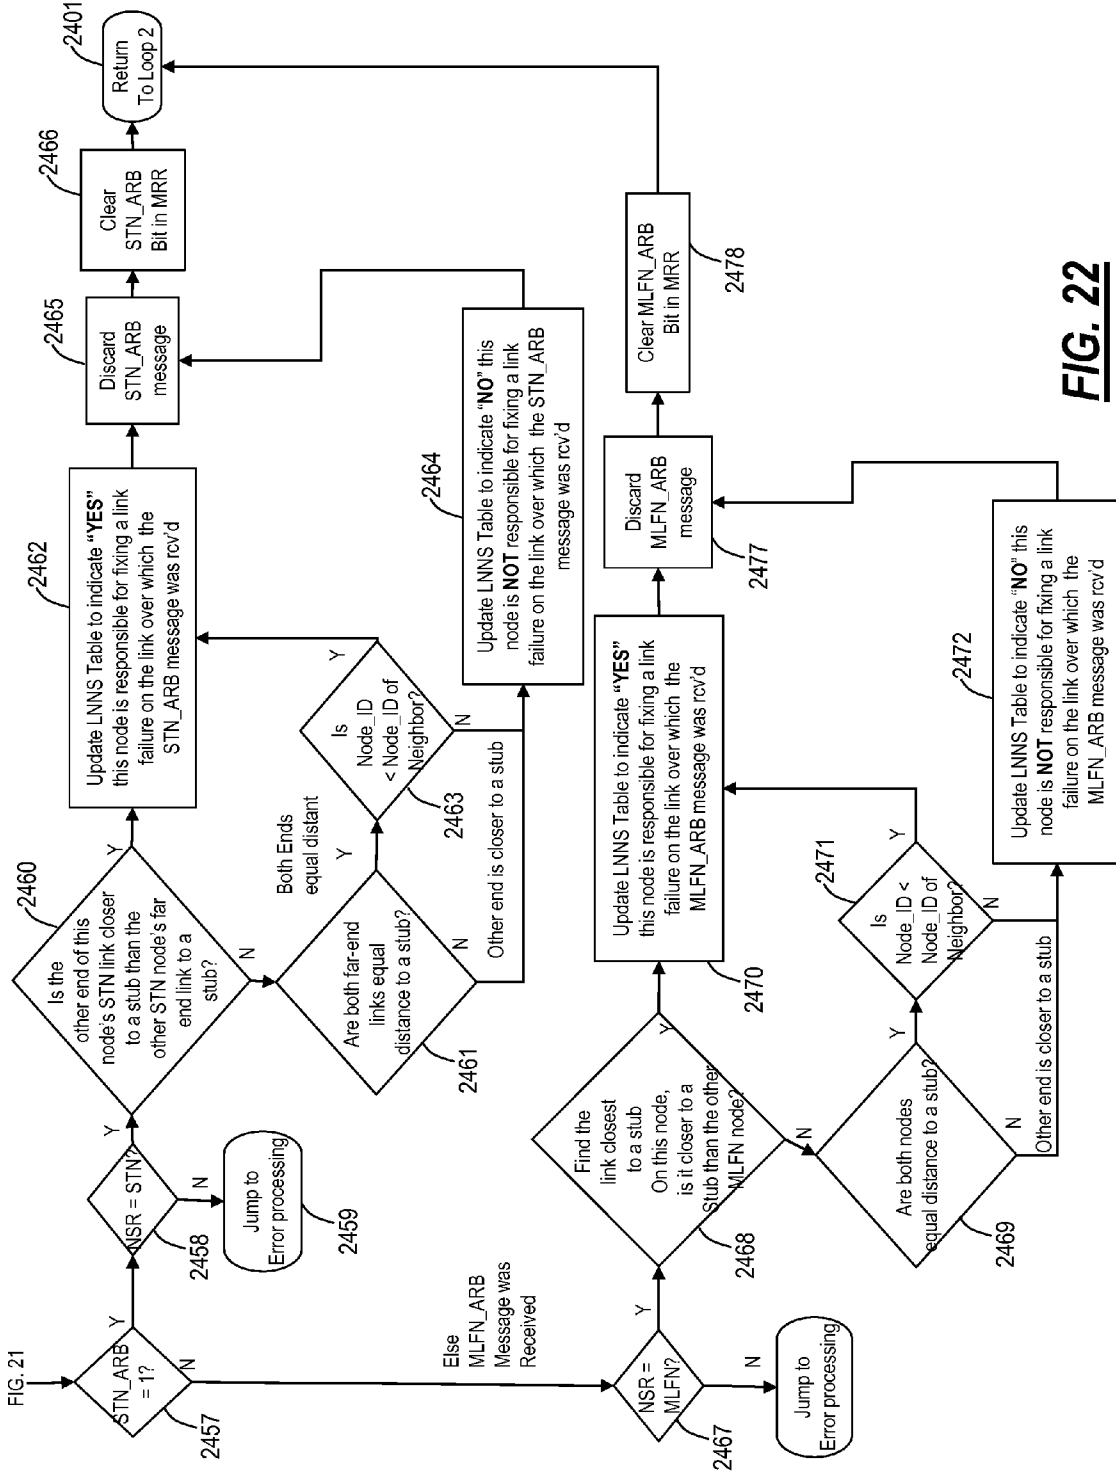 FIG. 21
STN_ARB
= 1?
2457
Y
N
NSR = STN?
2458
Y
N
Jump to
Error processing
2459
Is the
other end of this
node's STN link closer
to a stub than the
other STN node's far
end link to a
stub?
2460
Y
N
Are both far-end
links equal
distance to a stub?
2461
Y
N
Both Ends
equal distant
Other end is closer to a stub
Is
Node_ID
< Node_ID of
Neighbor?
2463
Y
N
Update LNNS Table to indicate "YES"
this node is responsible for fixing a link
failure on the link over which the
STN_ARB message was rcv'd
2462
Update LNNS Table to indicate "NO" this
node is NOT responsible for fixing a link
failure on the link over which the STN_ARB
message was rcv'd
2464
Discard
STN_ARB
message
2465
Clear
STN_ARB
Bit in MRR
2466
Return
To Loop 2
2401
Else
MLFN_ARB
Message was
Received
NSR =
MLFN?
2467
Y
N
Jump to
Error processing
Find the
link closest
to a stub
On this node,
is it closer to a
Stub than the other
MLFN node?
2468
Y
N
Are both nodes
equal distance to a stub?
2469
Y
N
Other end is closer to a stub
Is
Node_ID <
Node_ID of
Neighbor?
2471
Y
N
Update LNNS Table to indicate "YES"
this node is responsible for fixing a link
failure on the link over which the
MLFN_ARB message was rcv'd
2470
Update LNNS Table to indicate "NO" this
node is NOT responsible for fixing a link
failure on the link over which the
MLFN_ARB message was rcv'd
2472
Discard
MLFN_ARB
message
2477
Clear MLFN_ARB
Bit in MRR
2478
FIG. 22